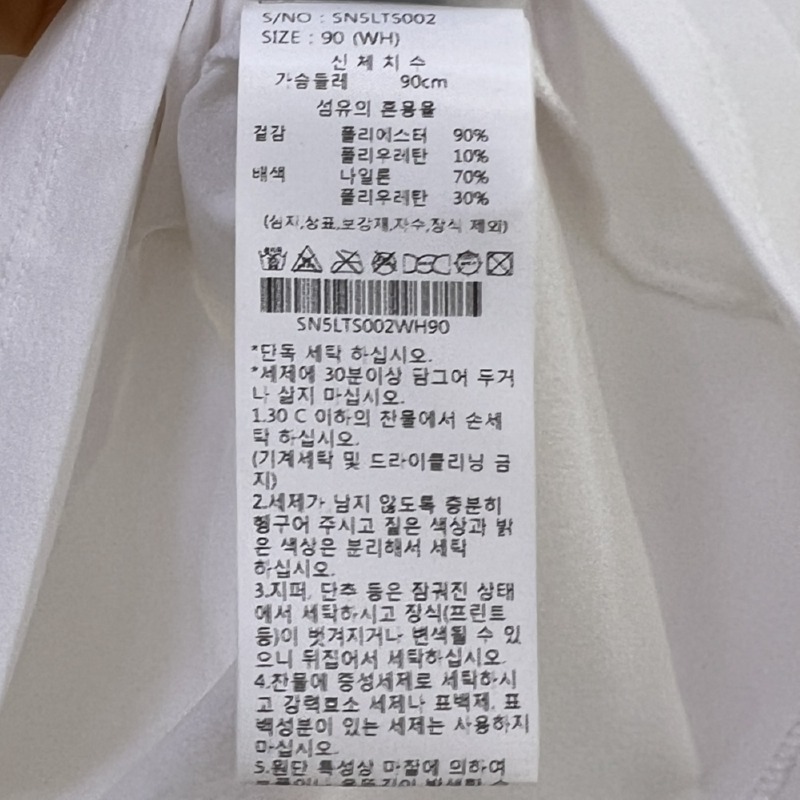 S/NO : SN5LTS002
SIZE : 90 (WH)
신 체 치 수
가슴둘레 90cm
섬유의 혼용율
겉감 폴리에스터 90%
폴리우레탄 10%
배색 나일론 70%
폴리우레탄 30%
(심지,상표,보강재,자수,장식 제외)
SN5LTS002WH90
*단독 세탁 하십시오.
*세제에 30분이상 담그어 두거
나 삶지 마십시오.
1.30 C 이하의 찬물에서 손세
탁 하십시오.
(기계세탁 및 드라이클리닝 금
지)
2.세제가 남지 않도록 충분히
헹구어 주시고 짙은 색상과 밝
은 색상은 분리해서 세탁
하십시오.
3.지퍼, 단추 등은 잠궈진 상태
에서 세탁하시고 장식(프린트
등)이 벗겨지거나 변색될 수 있
으니 뒤집어서 세탁하십시오.
4.찬물에 중성세제로 세탁하시
고 강력효소 세제나 표백제, 표
백성분이 있는 세제는 사용하지
마십시오.
5.원단 특성상 마찰에 의하여